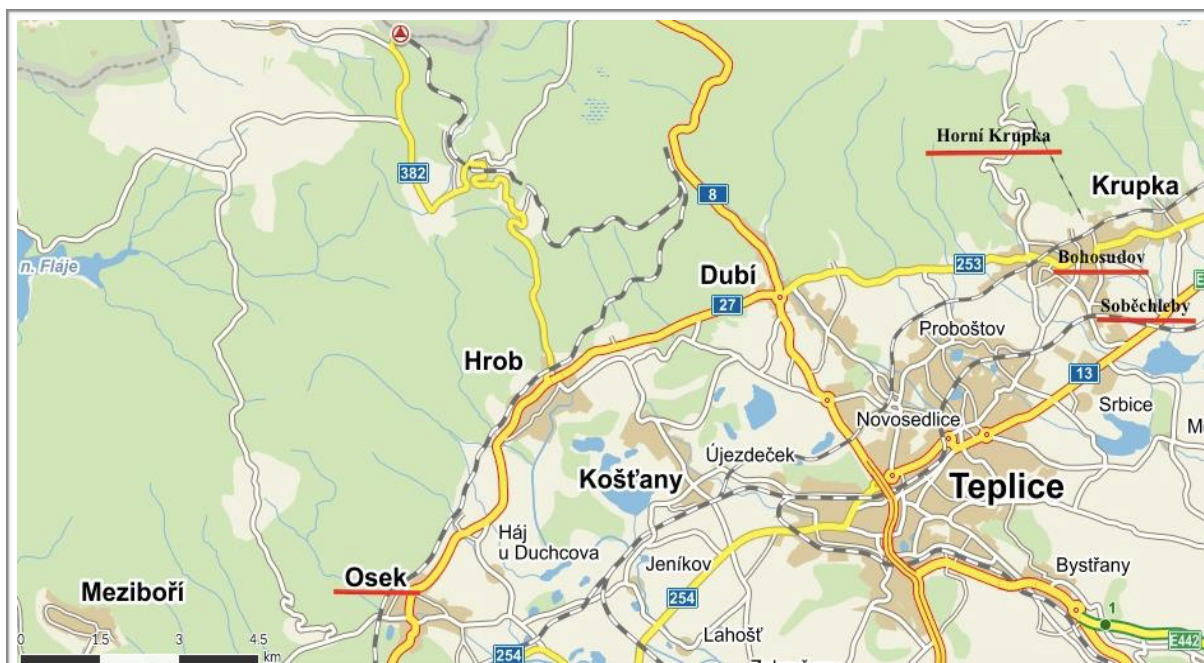 Horní Krupka
382
Krupka
8
n. Fláje
253
Bohosudov
E
Dubí
27
Soběchleby
Proboštov
Hrob
13
Srbice
Novosedlice
M
Újezdeček
Košťany
Teplice
Háj
u Duchcova
Jeníkov
Bystřany
Osek
Meziboří
254
1
Lahošť
E442
0 1.5 3 4.5
km
254